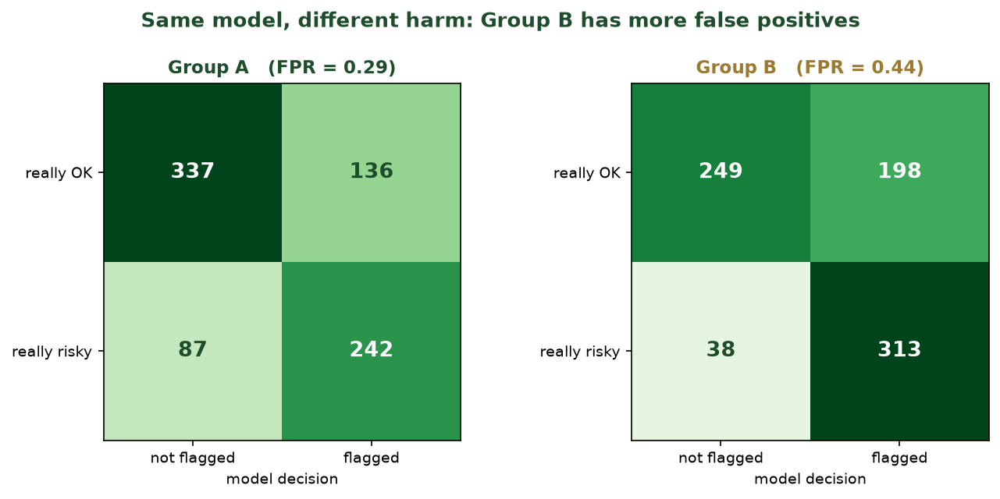 Same model, different harm: Group B has more false positives
Group A (FPR = 0.29)
really OK
337
136
really risky
87
242
not flagged
flagged
model decision
Group B (FPR = 0.44)
really OK
249
198
really risky
38
313
not flagged
flagged
model decision